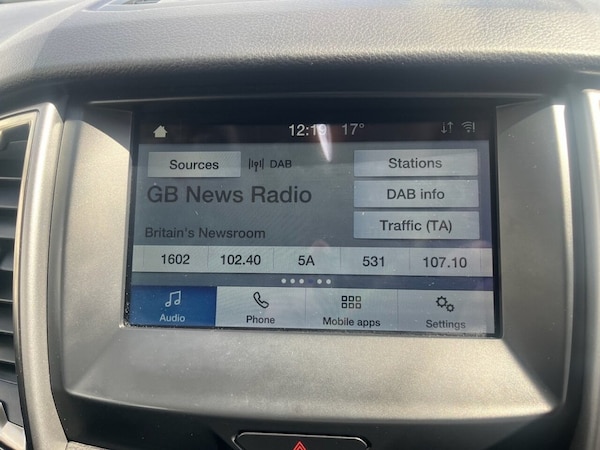 12:19 17°
Sources
DAB
Stations
GB News Radio
DAB info
Britain's Newsroom
Traffic (TA)
1602 102.40 5A 531 107.10
Audio Phone Mobile apps Settings